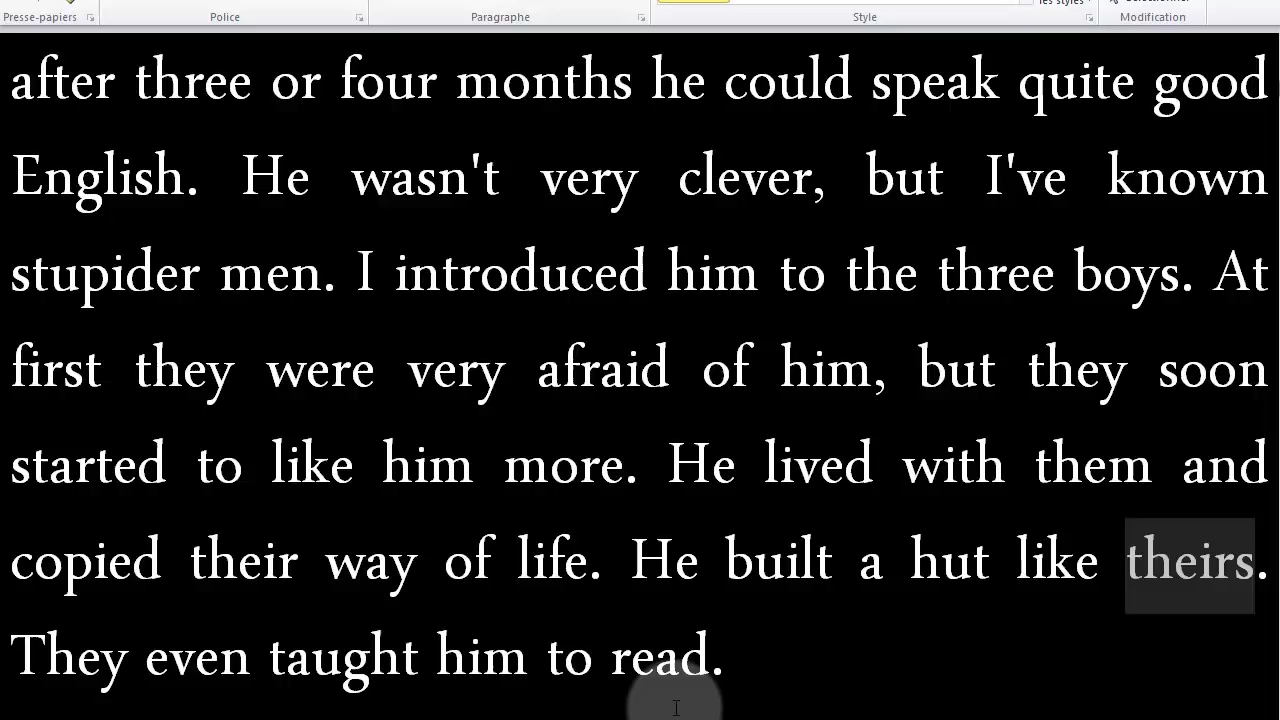 les styles
Presse-papiers Police Paragraphe Style Modification
after three or four months he could speak quite good
English. He wasn't very clever, but I've known
stupider men. I introduced him to the three boys. At
first they were very afraid of him, but they soon
started to like him more. He lived with them and
copied their way of life. He built a hut like theirs.
They even taught him to read.